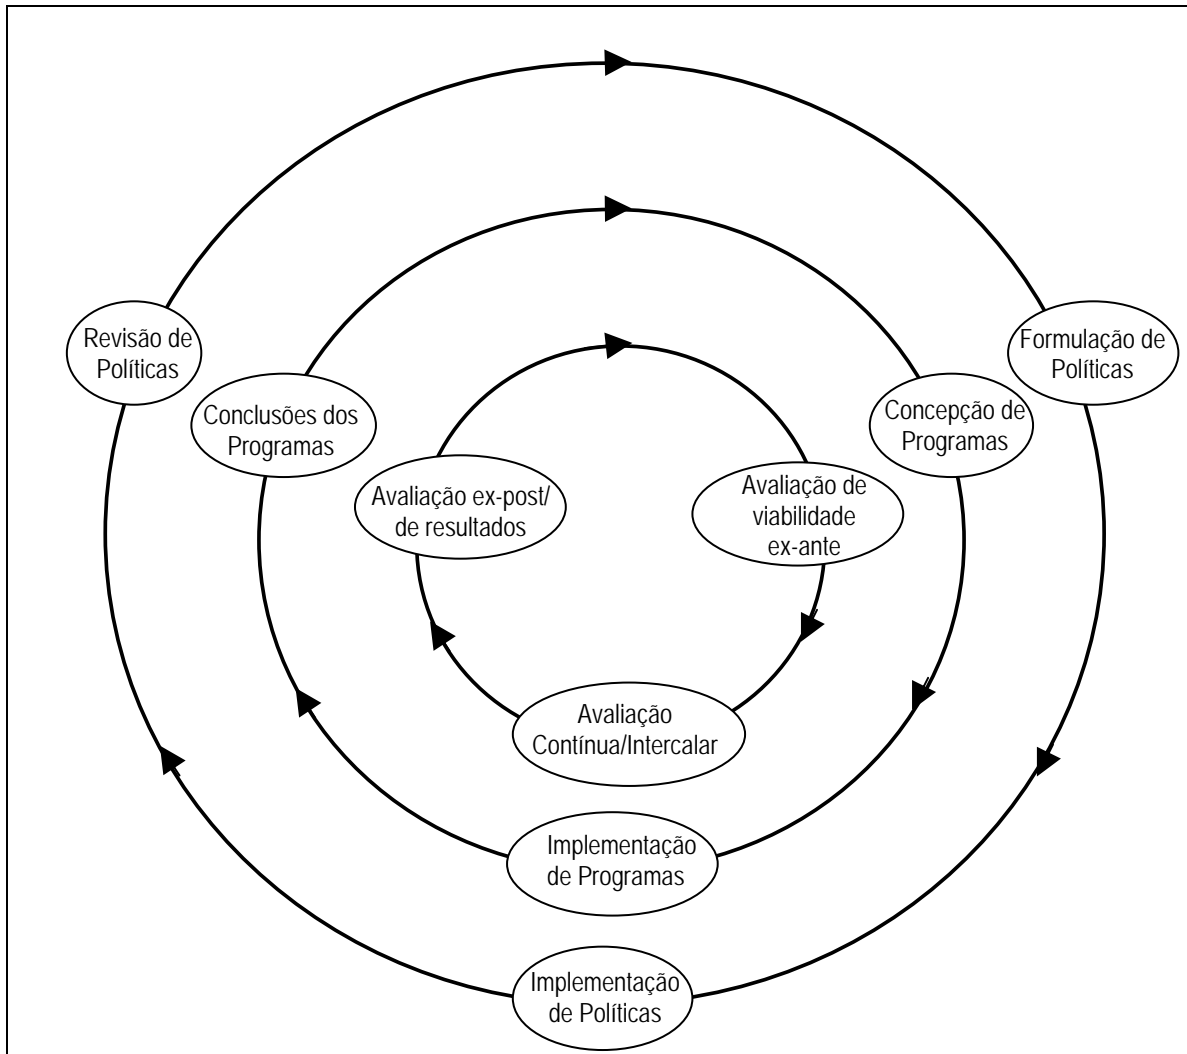 Revisão de
Políticas
Formulação de
Políticas
Conclusões dos
Programas
Concepção de
Programas
Avaliação ex-post/
de resultados
Avaliação de
viabilidade
ex-ante
Avaliação
Contínua/Intercalar
Implementação
de Programas
Implementação
de Políticas